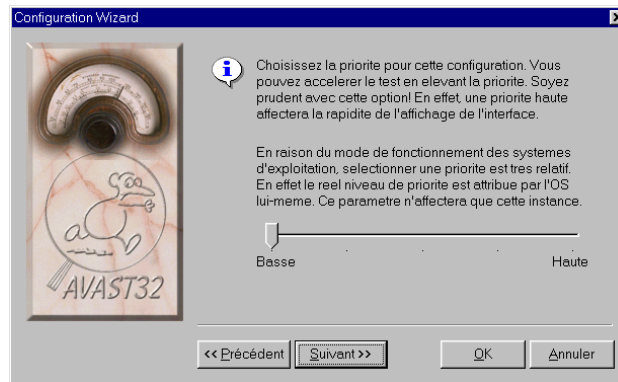 Configuration Wizard
Choisissez la priorite pour cette configuration. Vous
pouvez accelerer le test en elevant la priorite. Soyez
prudent avec cette option! En effet, une priorite haute
affectera la rapidite de l'affichage de l'interface.
En raison du mode de fonctionnement des systemes
d'exploitation, selectionner une priorite est tres relatif.
En effet le reel niveau de priorite est attribue par l'OS
lui-meme. Ce parametre n'affectera que cette instance.
Basse Haute
AVAST32
<< Précédent Suivant >> OK Annuler